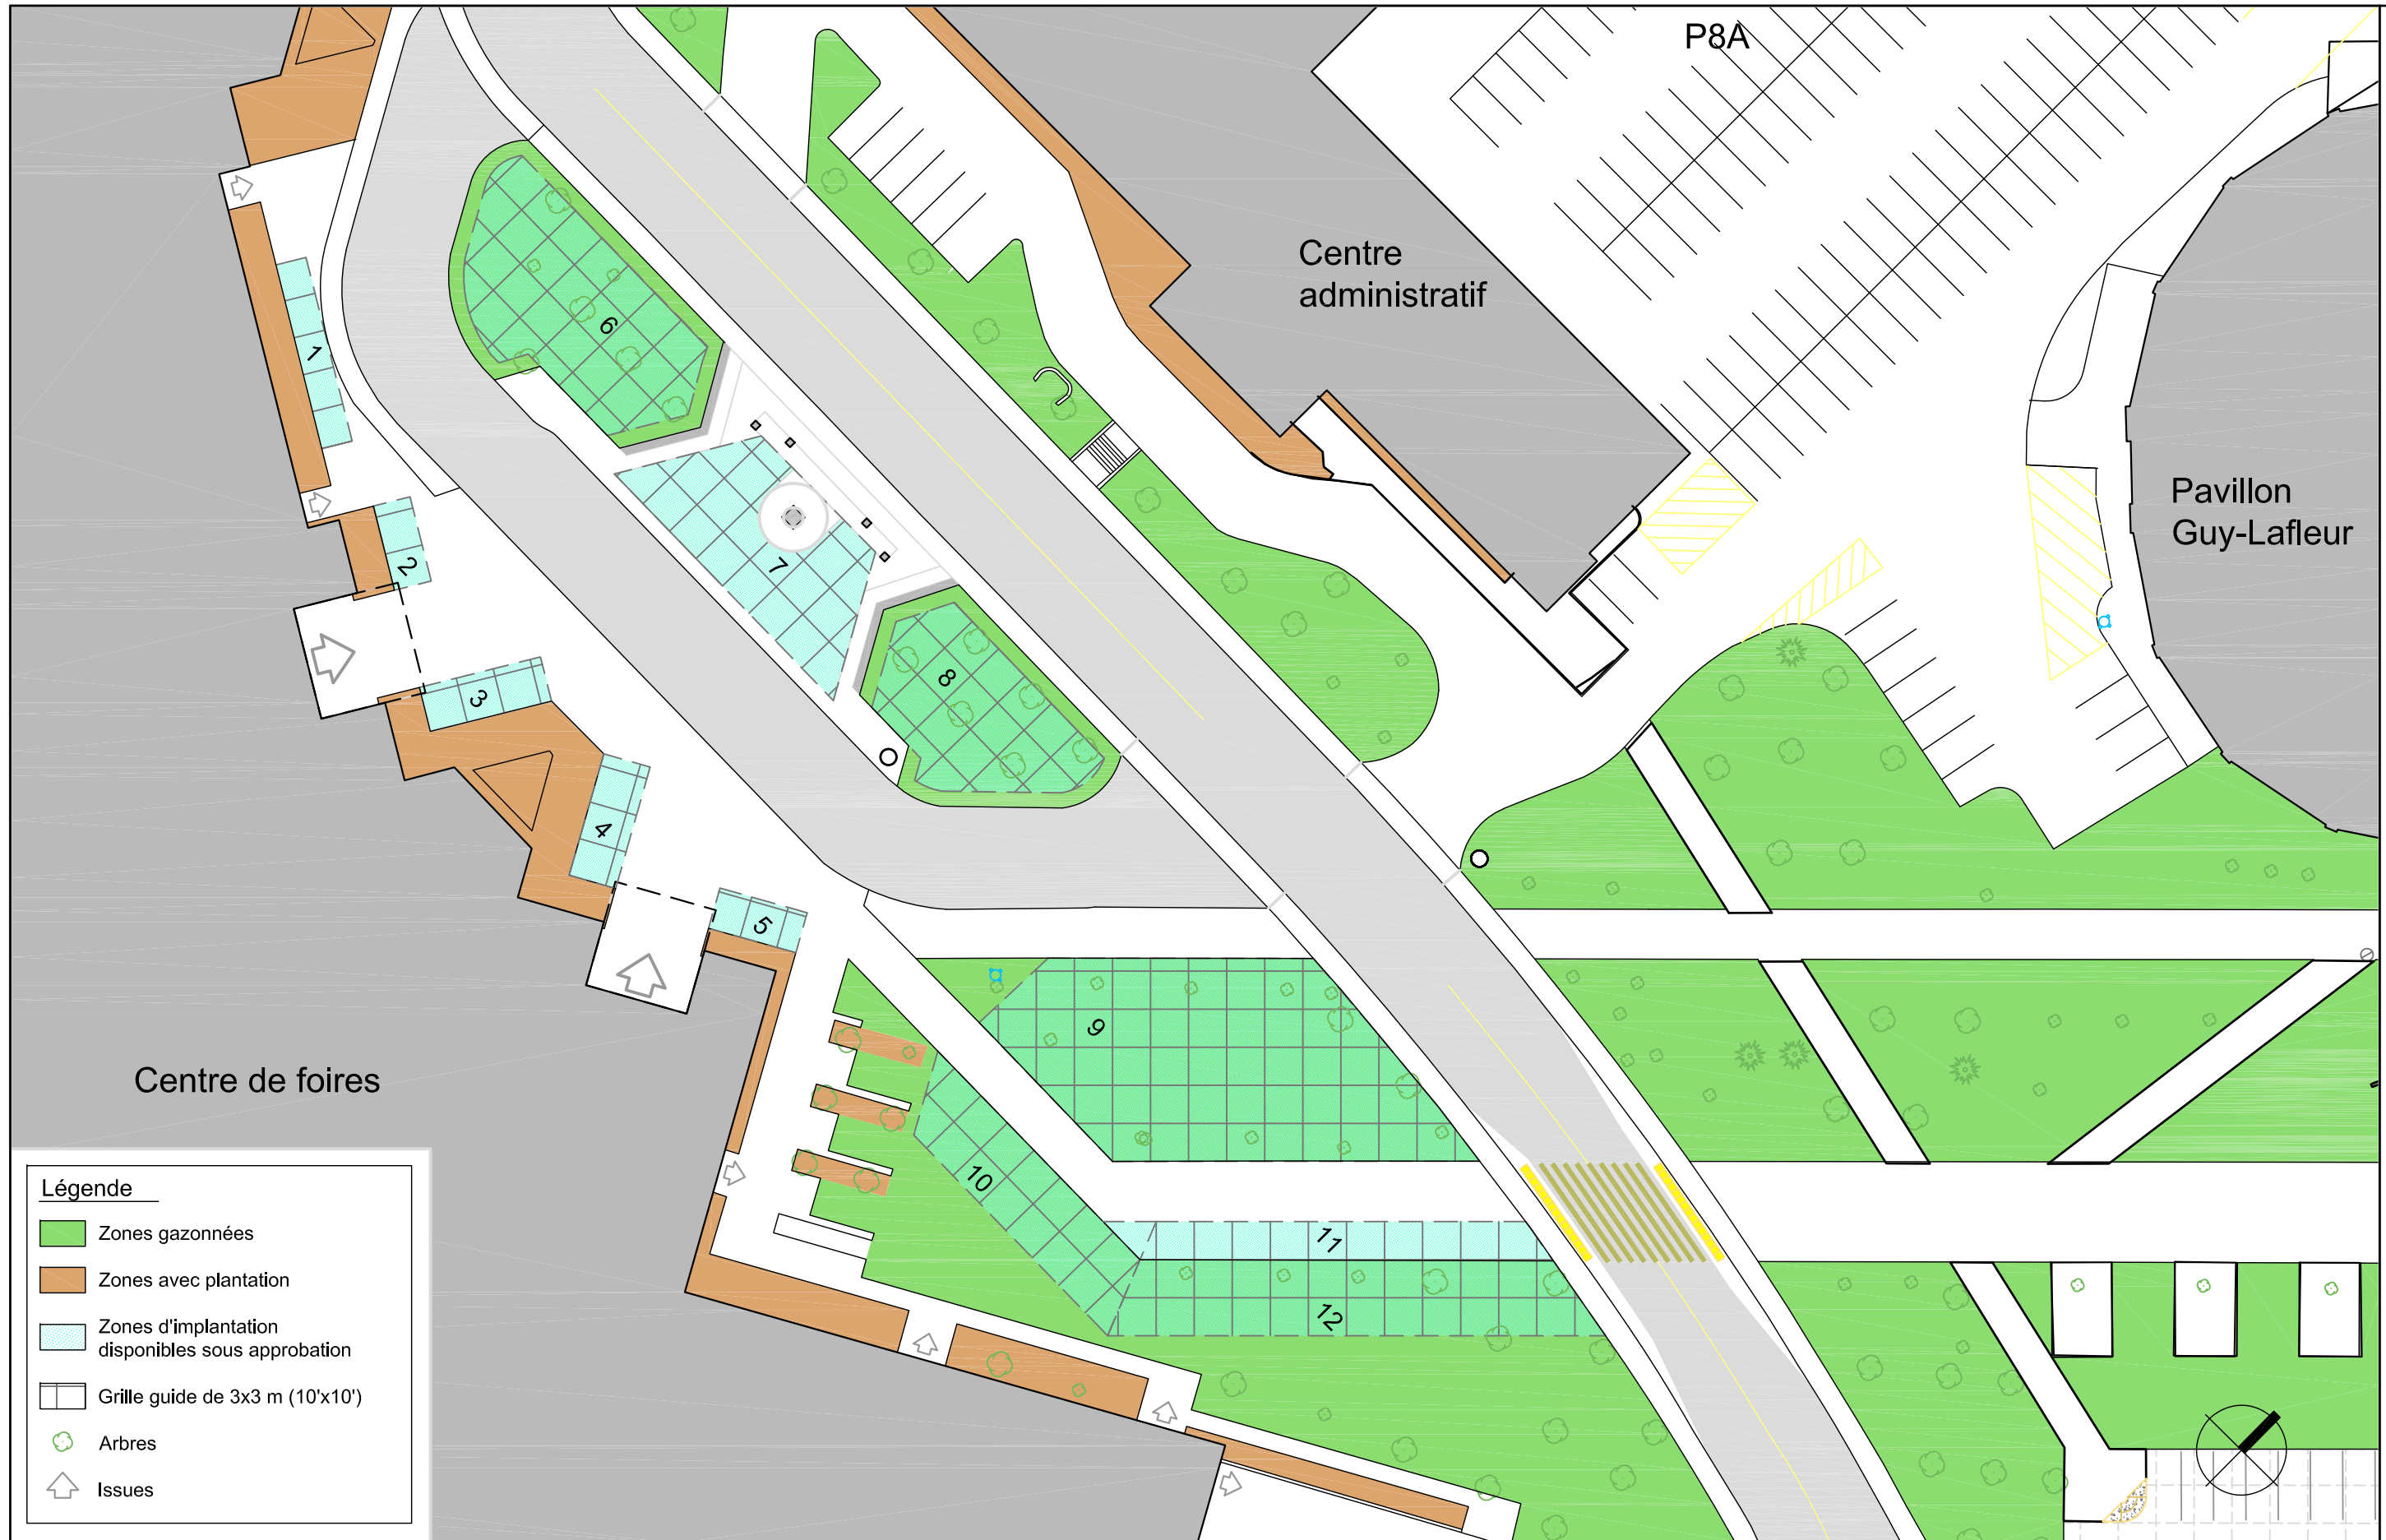 P8A
Centre
administratif
Pavillon
Guy-Lafleur
1
2
3
4
5
6
7
8
9
10
11
12
Centre de foires
Légende
Zones gazonnées
Zones avec plantation
Zones d'implantation
disponibles sous approbation
Grille guide de 3x3 m (10'x10')
Arbres
Issues